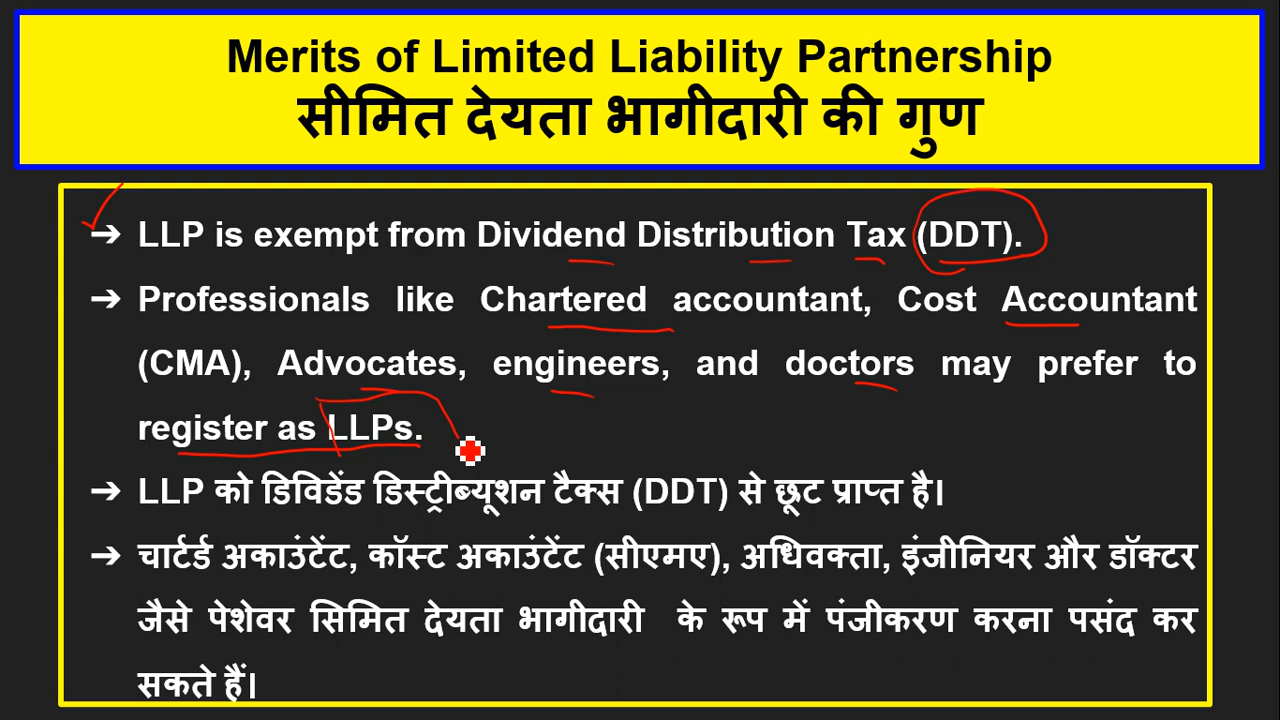 Merits of Limited Liability Partnership
सीमित देयता भागीदारी की गुण
➔ LLP is exempt from Dividend Distribution Tax (DDT).
➔ Professionals like Chartered accountant, Cost Accountant
(CMA), Advocates, engineers, and doctors may prefer to
register as LLPs.
➔ LLP को डिविडेंड डिस्ट्रीब्यूशन टैक्स (DDT) से छूट प्राप्त है।
➔ चार्टर्ड अकाउंटेंट, कॉस्ट अकाउंटेंट (सीएमए), अधिवक्ता, इंजीनियर और डॉक्टर
जैसे पेशेवर सिमित देयता भागीदारी के रूप में पंजीकरण करना पसंद कर
सकते हैं।